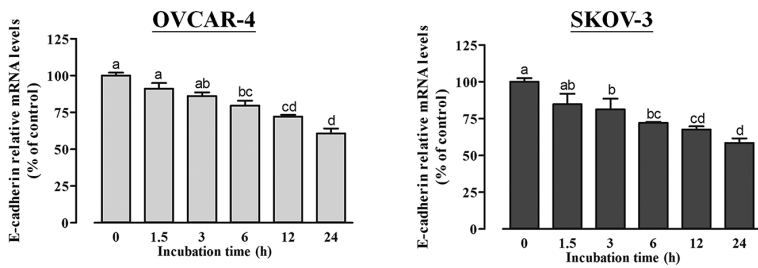 OVCAR-4
E-cadherin relative mRNA levels
(% of control)
125
100
75
50
25
0
a
a
ab
bc
cd
d
0 1.5 3 6 12 24
Incubation time (h)
SKOV-3
E-cadherin relative mRNA levels
(% of control)
125
100
75
50
25
0
a
ab
b
bc
cd
d
0 1.5 3 6 12 24
Incubation time (h)